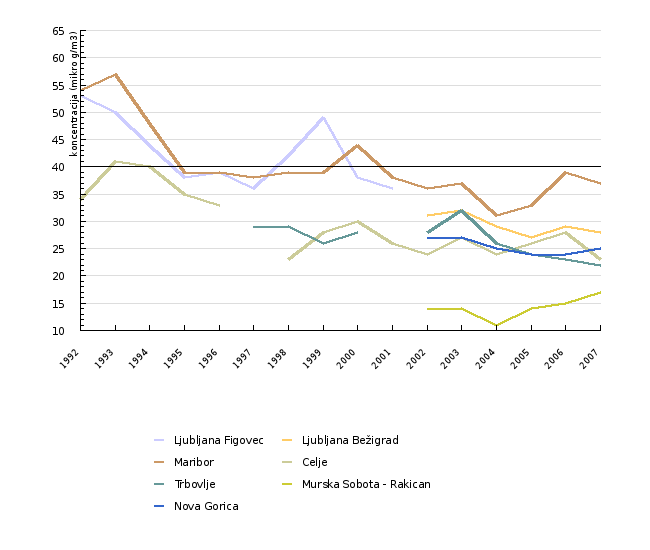 koncentracija (mikro g/m3)
65
60
55
50
45
40
35
30
25
20
15
10
1992 1993 1994 1995 1996 1997 1998 1999 2000 2001 2002 2003 2004 2005 2006 2007
Ljubljana Figovec Ljubljana Bežigrad
Maribor Celje
Trbovlje Murska Sobota - Rakican
Nova Gorica